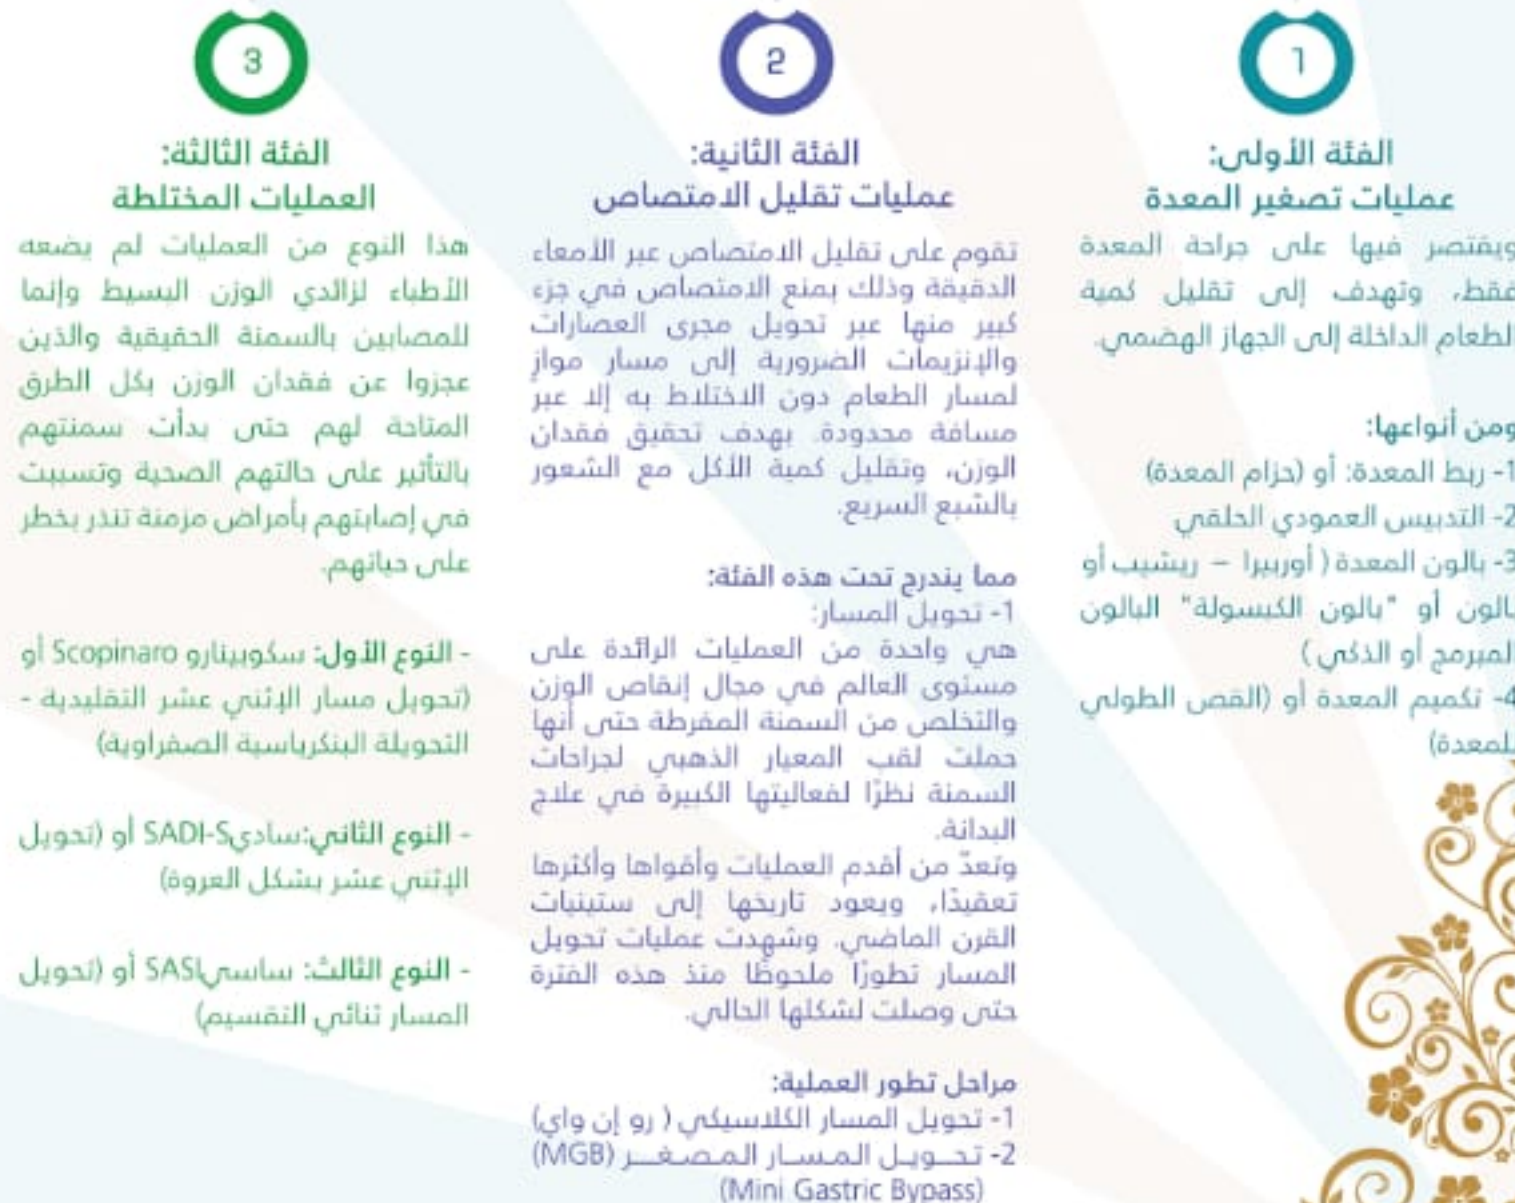 1
الفئة الأولى:
عمليات تصغير المعدة
ويقتصر فيها على جراحة المعدة
فقط، وتهدف إلى تقليل كمية
الطعام الداخلة إلى الجهاز الهضمي.
ومن أنواعها:
1- ربط المعدة: أو (حزام المعدة)
2- التدبيس العمودي الحلقي
3- بالون المعدة ( أوربيرا – ريشيب أو
بالون أو "بالون الكبسولة" البالون
المبرمج أو الذكي )
4- تكميم المعدة أو (القص الطولي
للمعدة)
2
الفئة الثانية:
عمليات تقليل الامتصاص
تقوم على تقليل الامتصاص عبر الأمعاء
الدقيقة وذلك بمنع الامتصاص في جزء
كبير منها عبر تحويل مجرى العصارات
والإنزيمات الضرورية إلى مسار موازٍ
لمسار الطعام دون الاختلاط به إلا عبر
مسافة محدودة. بهدف تحقيق فقدان
الوزن، وتقليل كمية الأكل مع الشعور
بالشبع السريع.
مما يندرج تحت هذه الفئة:
1- تحويل المسار:
هي واحدة من العمليات الرائدة على
مستوى العالم في مجال إنقاص الوزن
والتخلص من السمنة المفرطة حتى أنها
حملت لقب المعيار الذهبي لجراحات
السمنة نظرًا لفعاليتها الكبيرة في علاج
البدانة.
وتعدّ من أقدم العمليات وأقواها وأكثرها
تعقيدًا، ويعود تاريخها إلى ستينيات
القرن الماضي. وشهدت عمليات تحويل
المسار تطورًا ملحوظًا منذ هذه الفترة
حتى وصلت لشكلها الحالي.
مراحل تطور العملية:
1- تحويل المسار الكلاسيكي ( رو إن واي)
2- تحــويــل المـسـار المـصـغــر (MGB)
(Mini Gastric Bypass)
3
الفئة الثالثة:
العمليات المختلطة
هذا النوع من العمليات لم يضعه
الأطباء لزائدي الوزن البسيط وإنما
للمصابين بالسمنة الحقيقية والذين
عجزوا عن فقدان الوزن بكل الطرق
المتاحة لهم حتى بدأت سمنتهم
بالتأثير على حالتهم الصحية وتسببت
في إصابتهم بأمراض مزمنة تنذر بخطر
على حياتهم.
- النوع الأول: سكوبينارو Scopinaro أو
(تحويل مسار الإثني عشر التقليدية -
التحويلة البنكرياسية الصفراوية)
- النوع الثاني:ساديSADI-S أو (تحويل
الإثني عشر بشكل العروة)
- النوع الثالث: ساسيSASI أو (تحويل
المسار ثنائي التقسيم)